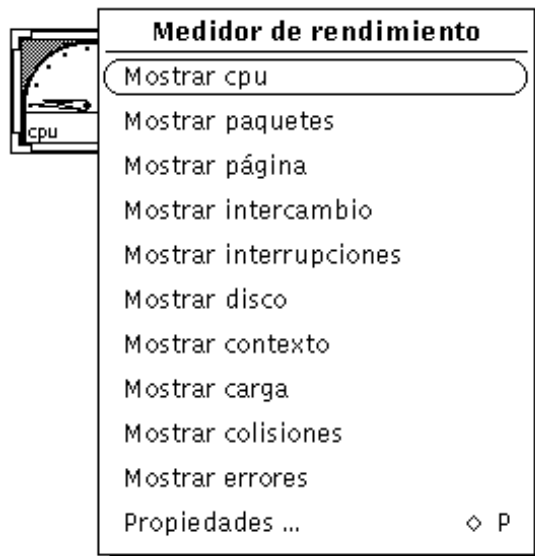 Medidor de rendimiento
Mostrar cpu
Mostrar paquetes
cpu
Mostrar página
Mostrar intercambio
Mostrar interrupciones
Mostrar disco
Mostrar contexto
Mostrar carga
Mostrar colisiones
Mostrar errores
Propiedades ... ◇ P